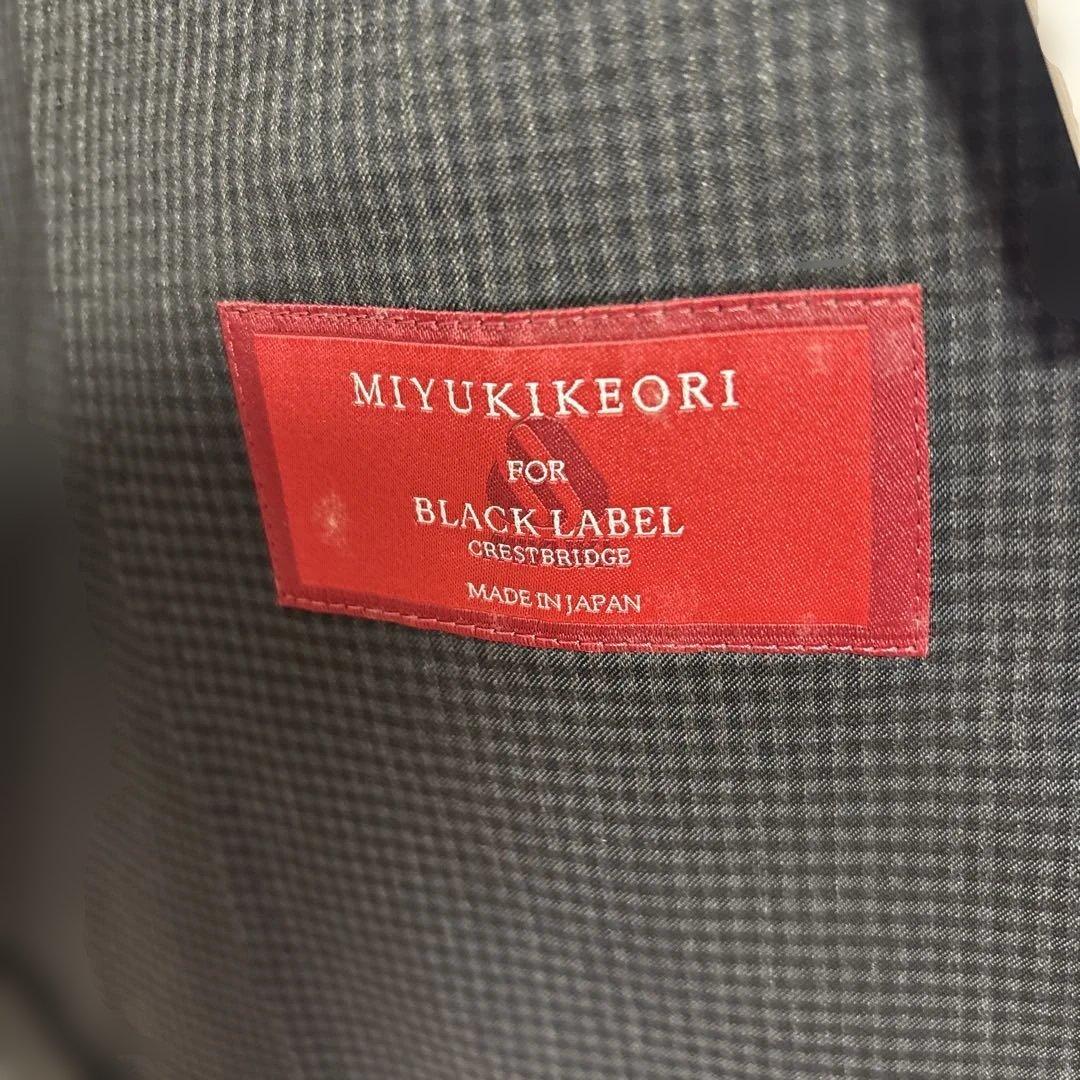 MIYUKIKEORI
FOR
BLACK LABEL
CRESTBRIDGE
MADE IN JAPAN